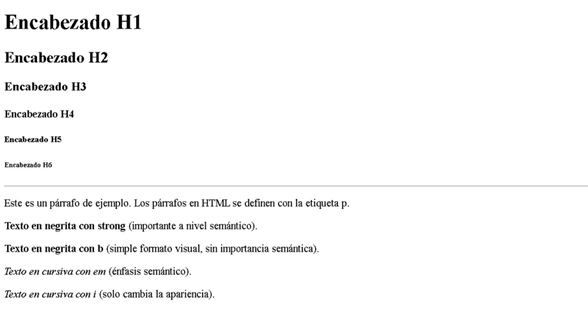 Encabezado H1
Encabezado H2
Encabezado H3
Encabezado H4
Encabezado H5
Encabezado H6
Este es un párrafo de ejemplo. Los párrafos en HTML se definen con la etiqueta p.
Texto en negrita con strong (importante a nivel semántico).
Texto en negrita con b (simple formato visual, sin importancia semántica).
Texto en cursiva con em (énfasis semántico).
Texto en cursiva con i (solo cambia la apariencia).